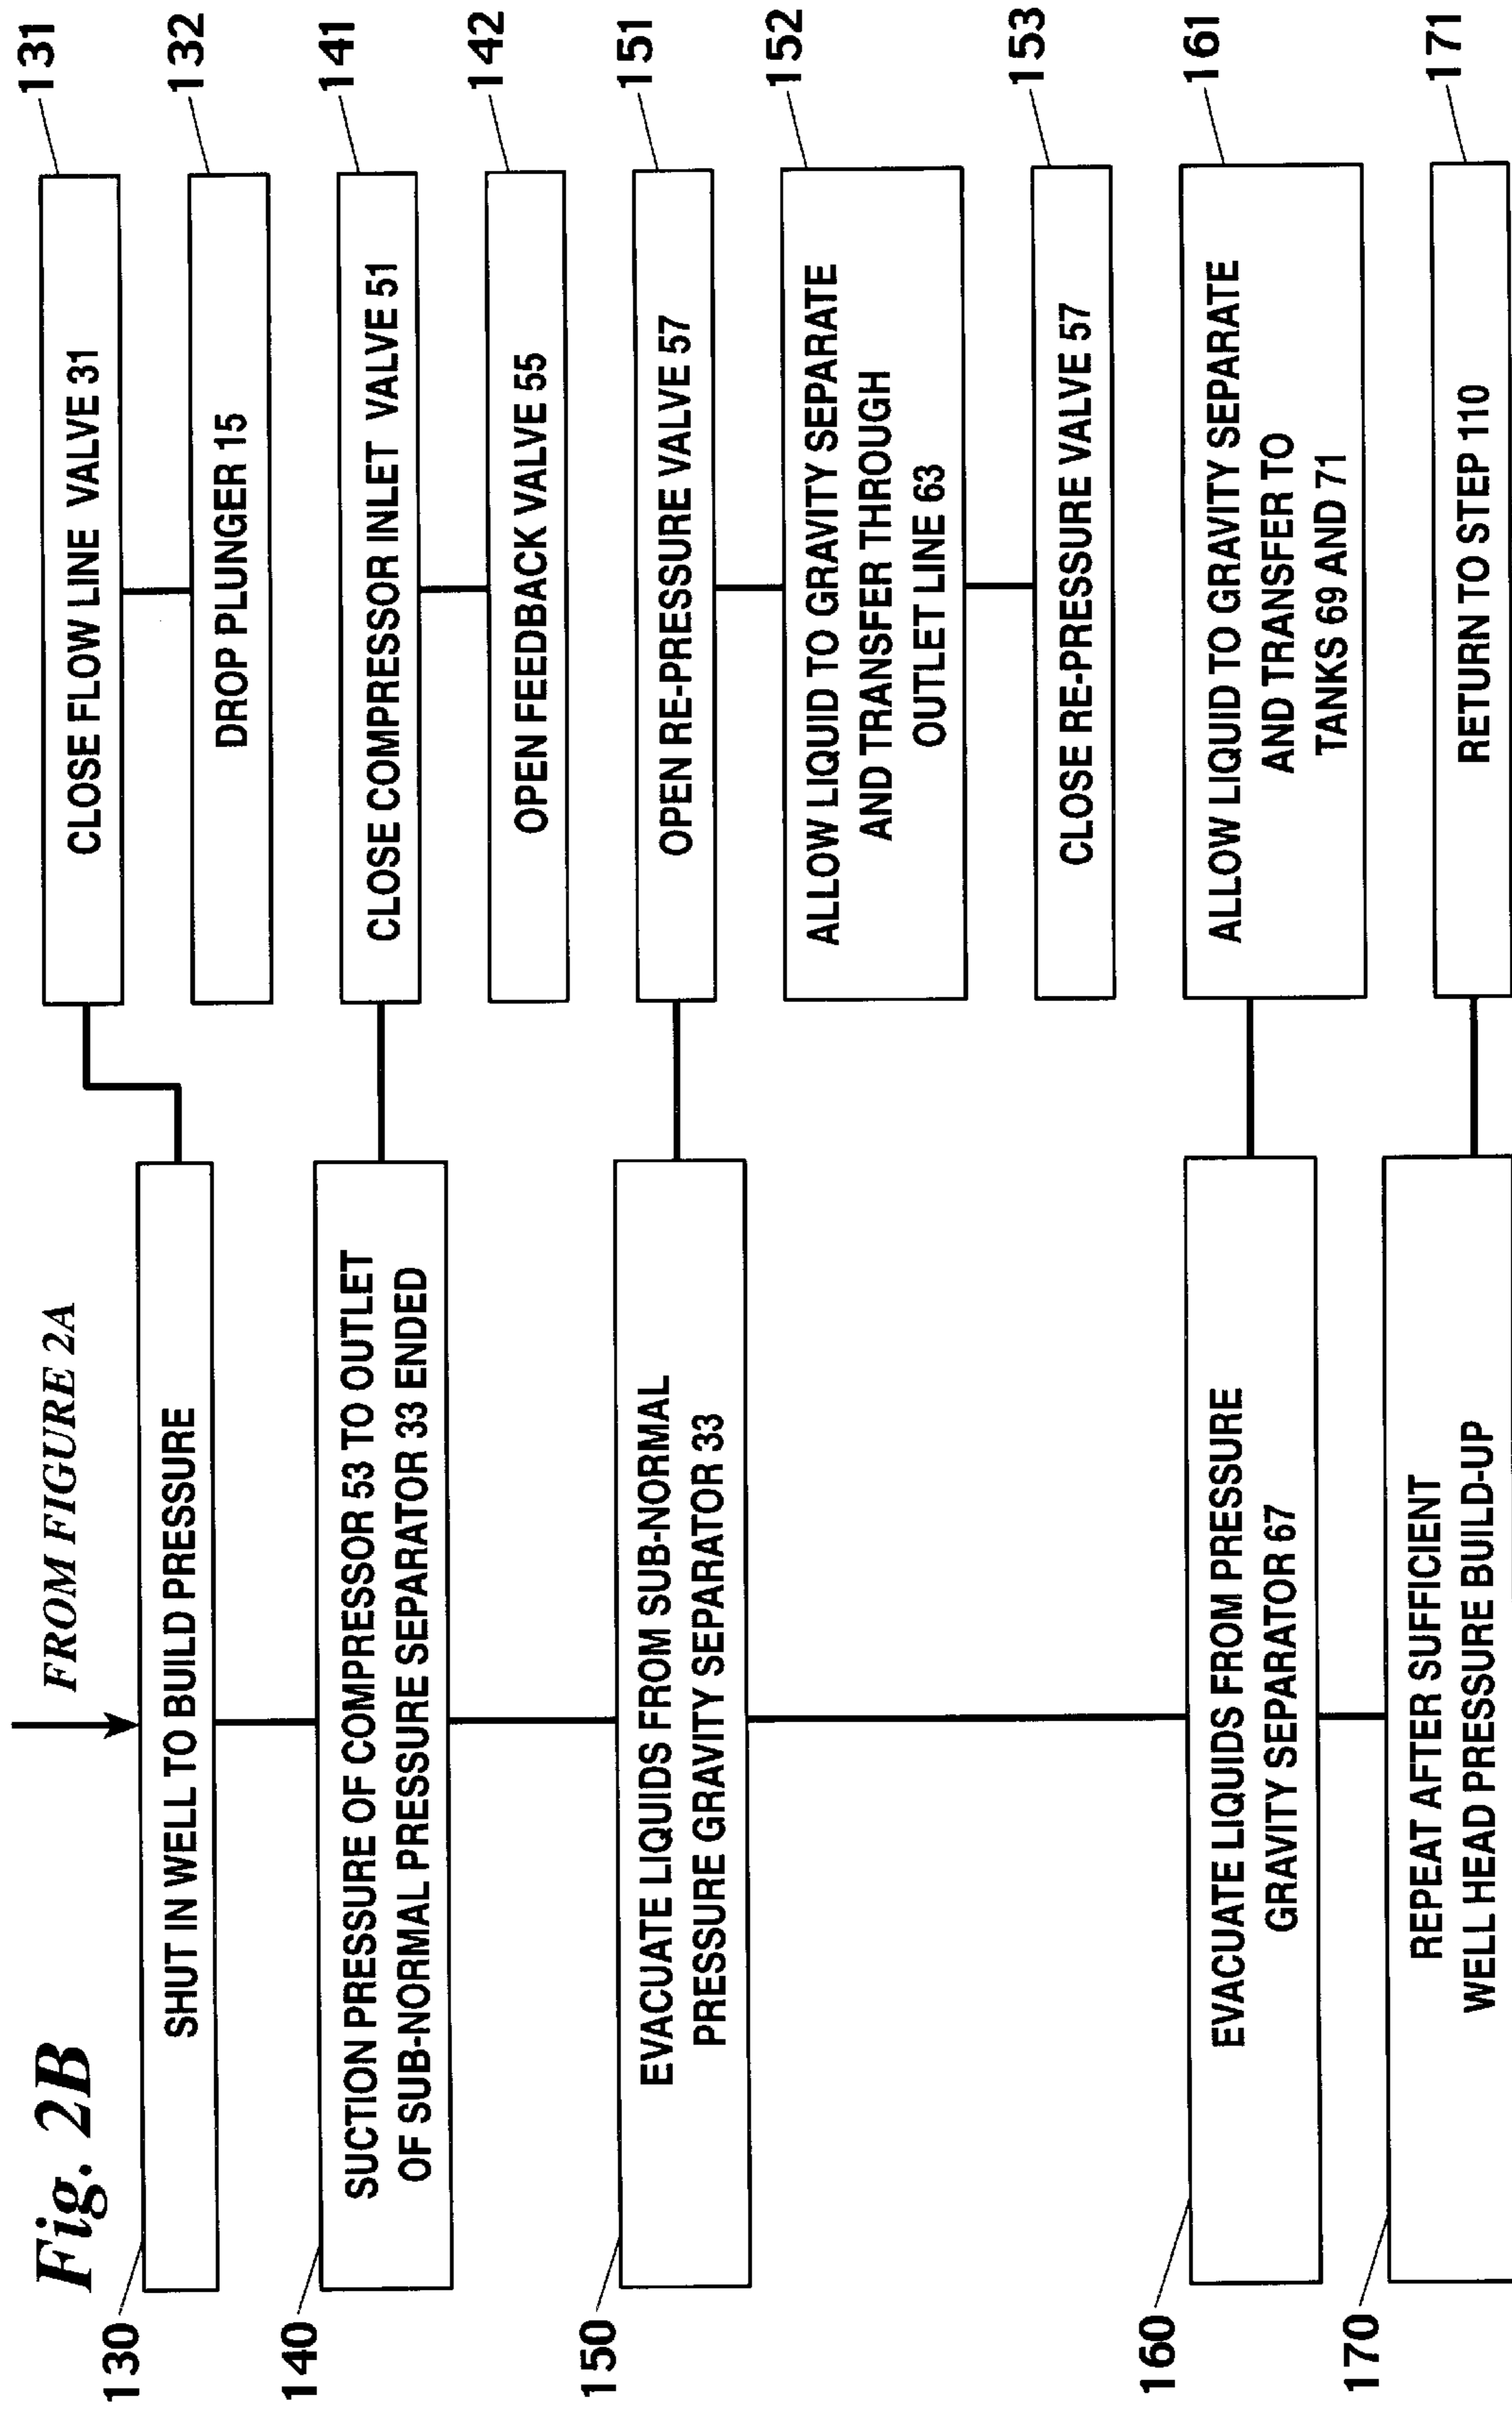 Fig. 2B
FROM FIGURE 2A
130
SHUT IN WELL TO BUILD PRESSURE
CLOSE FLOW LINE VALVE 31
131
DROP PLUNGER 15
132
140
SUCTION PRESSURE OF COMPRESSOR 53 TO OUTLET
OF SUB-NORMAL PRESSURE SEPARATOR 33 ENDED
CLOSE COMPRESSOR INLET VALVE 51
141
OPEN FEEDBACK VALVE 55
142
150
EVACUATE LIQUIDS FROM SUB-NORMAL
PRESSURE GRAVITY SEPARATOR 33
OPEN RE-PRESSURE VALVE 57
151
ALLOW LIQUID TO GRAVITY SEPARATE
AND TRANSFER THROUGH
OUTLET LINE 63
152
CLOSE RE-PRESSURE VALVE 57
153
160
EVACUATE LIQUIDS FROM PRESSURE
GRAVITY SEPARATOR 67
ALLOW LIQUID TO GRAVITY SEPARATE
AND TRANSFER TO
TANKS 69 AND 71
161
170
REPEAT AFTER SUFFICIENT
WELL HEAD PRESSURE BUILD-UP
RETURN TO STEP 110
171